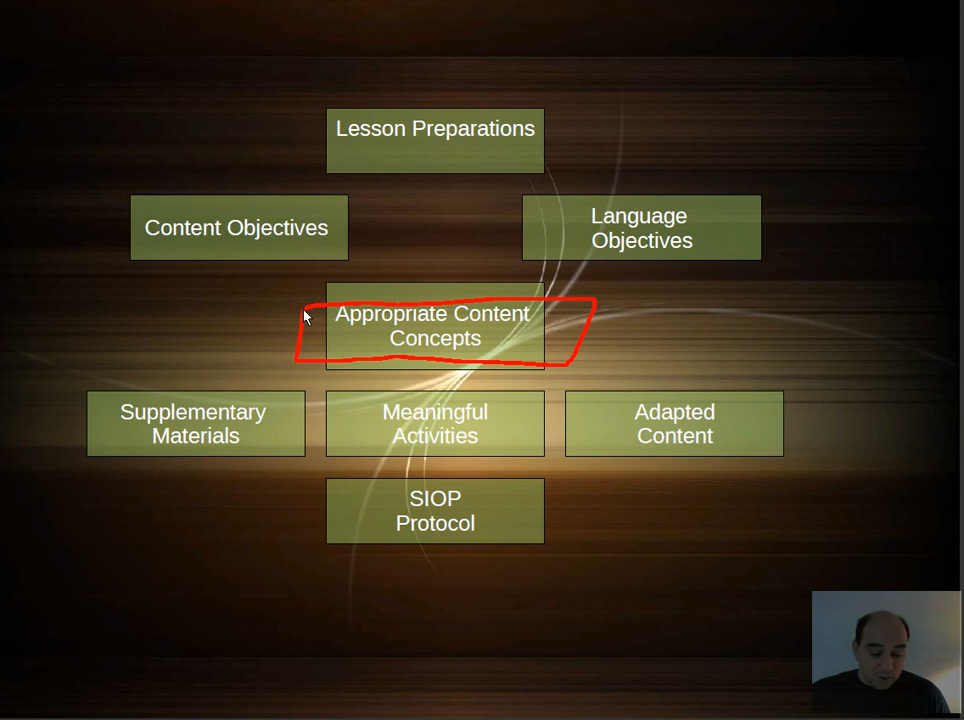 Lesson Preparations
Content Objectives
Language
Objectives
Appropriate Content
Concepts
Supplementary
Materials
Meaningful
Activities
Adapted
Content
SIOP
Protocol